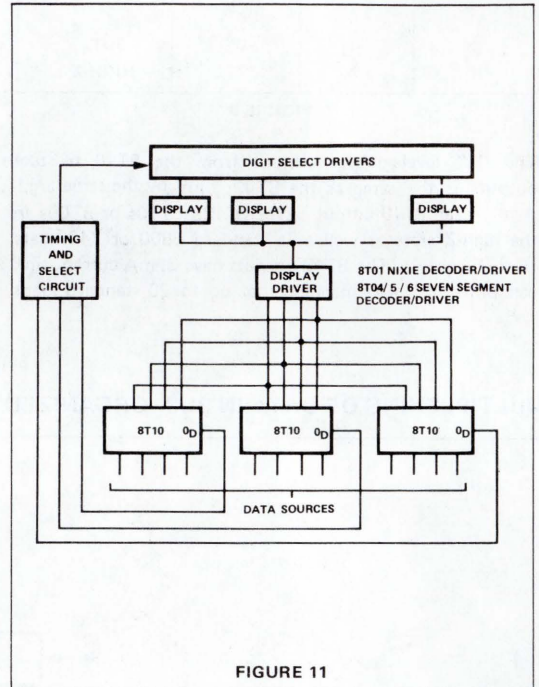 DIGIT SELECT DRIVERS
DISPLAY
DISPLAY
DISPLAY
TIMING
AND
SELECT
CIRCUIT
DISPLAY
DRIVER
8T01 NIXIE DECODER/DRIVER
8T04/ 5 / 6 SEVEN SEGMENT
DECODER/DRIVER
8T10 0D
8T10 0D
8T10 0D
DATA SOURCES
FIGURE 11